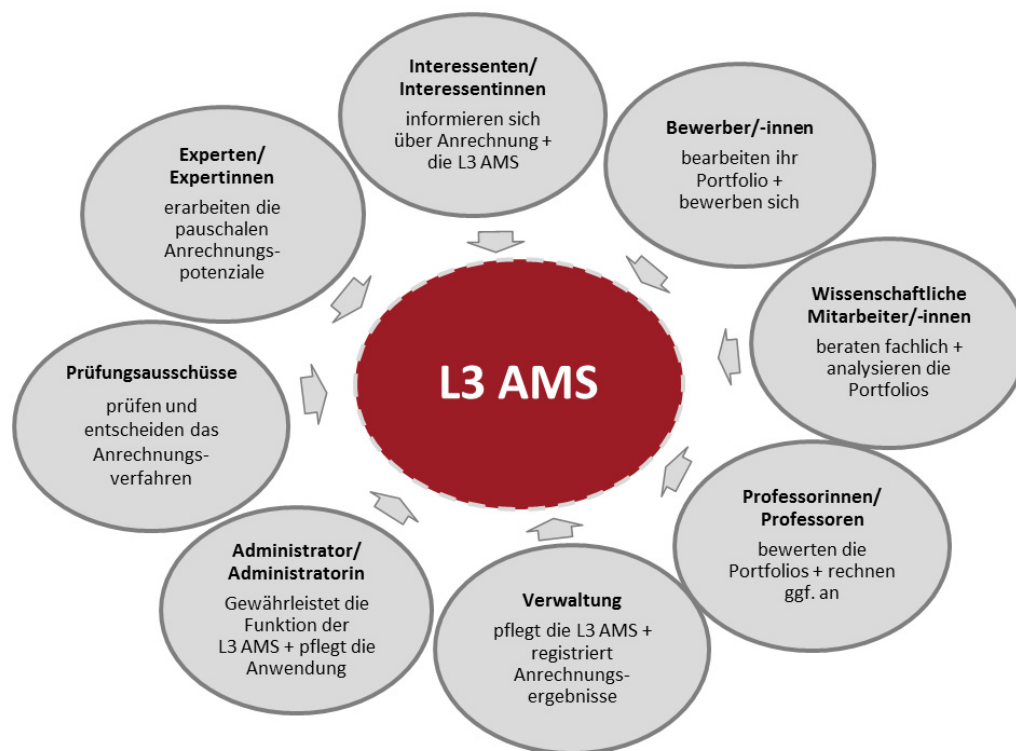 Interessenten/
Interessentinnen
informieren sich
über Anrechnung +
die L3 AMS
Bewerber/-innen
bearbeiten ihr
Portfolio +
bewerben sich
Wissenschaftliche
Mitarbeiter/-innen
beraten fachlich +
analysieren die
Portfolios
Professorinnen/
Professoren
bewerten die
Portfolios + rechnen
ggf. an
Verwaltung
pflegt die L3 AMS +
registriert
Anrechnungs-
ergebnisse
Administrator/
Administratorin
Gewährleistet die
Funktion der
L3 AMS + pflegt die
Anwendung
Prüfungsausschüsse
prüfen und
entscheiden das
Anrechnungs-
verfahren
Experten/
Expertinnen
erarbeiten die
pauschalen
Anrechnungs-
potenziale
L3 AMS